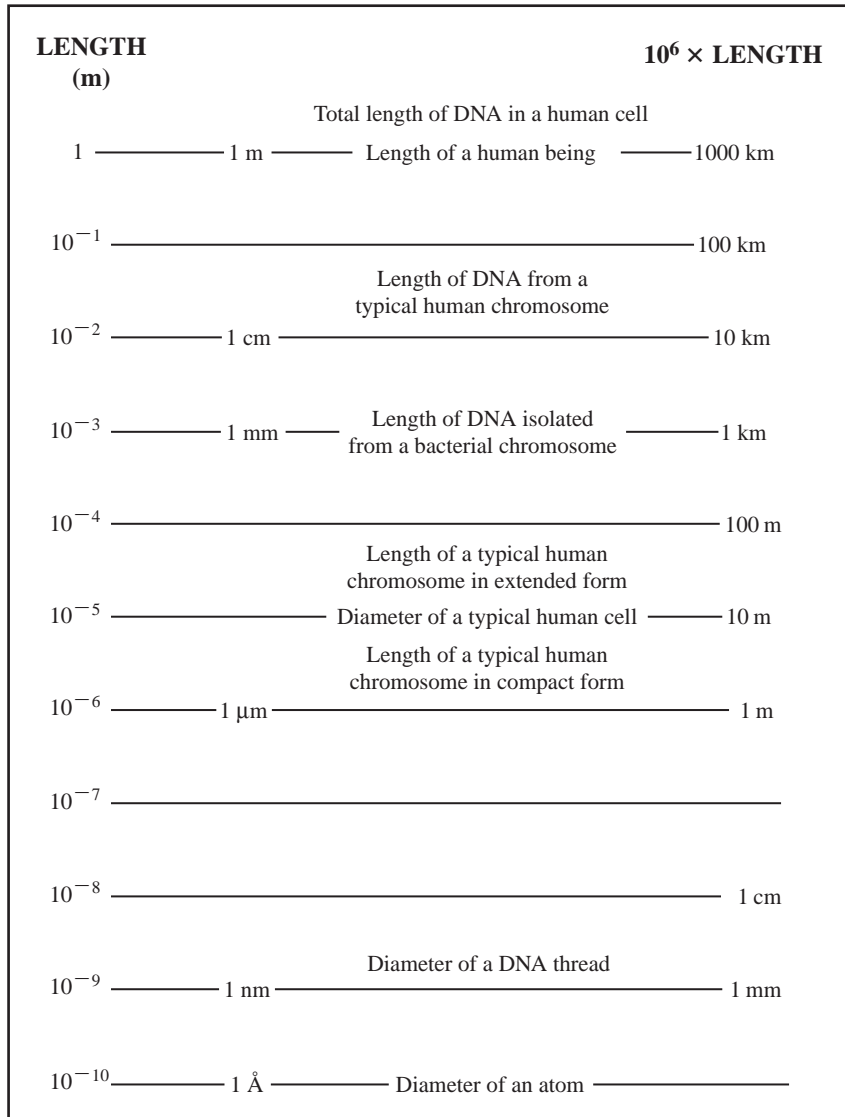 LENGTH
(m)
10⁶ × LENGTH
Total length of DNA in a human cell
1 1 m Length of a human being 1000 km
10⁻¹ 100 km
Length of DNA from a
typical human chromosome
10⁻² 1 cm 10 km
10⁻³ 1 mm Length of DNA isolated
from a bacterial chromosome 1 km
10⁻⁴ 100 m
Length of a typical human
chromosome in extended form
10⁻⁵ Diameter of a typical human cell 10 m
Length of a typical human
chromosome in compact form
10⁻⁶ 1 μm 1 m
10⁻⁷
10⁻⁸ 1 cm
Diameter of a DNA thread
10⁻⁹ 1 nm 1 mm
10⁻¹⁰ 1 Å Diameter of an atom